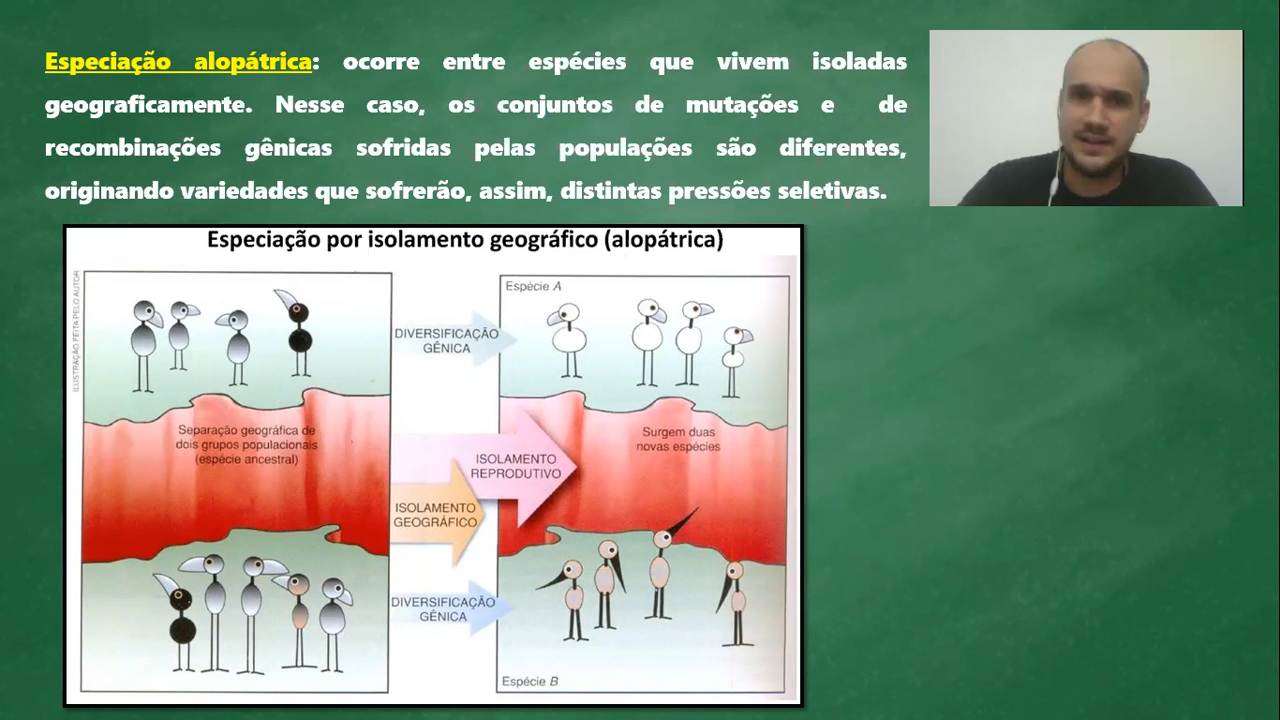 Especiação alopátrica: ocorre entre espécies que vivem isoladas
geograficamente. Nesse caso, os conjuntos de mutações e de
recombinações gênicas sofridas pelas populações são diferentes,
originando variedades que sofrerão, assim, distintas pressões seletivas.
Especiação por isolamento geográfico (alopátrica)
ILUSTRAÇÃO FEITA PELO AUTOR
Separação geográfica de
dois grupos populacionais
(espécie ancestral)
DIVERSIFICAÇÃO
GÊNICA
ISOLAMENTO
REPRODUTIVO
ISOLAMENTO
GEOGRÁFICO
DIVERSIFICAÇÃO
GÊNICA
Espécie A
Surgem duas
novas espécies
Espécie B